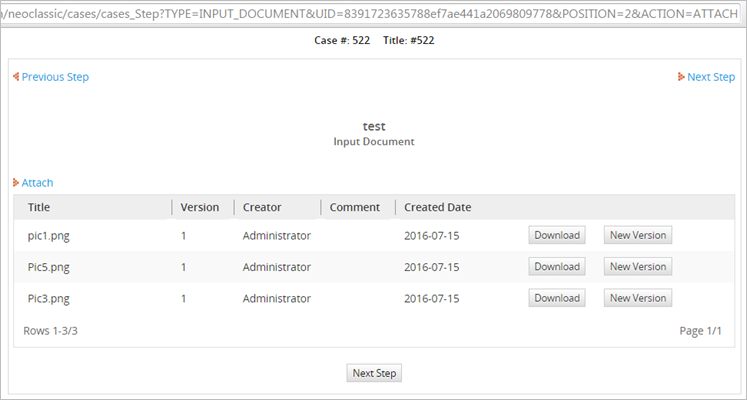 a/neoclassic/cases/cases_Step?TYPE=INPUT_DOCUMENT&UID=8391723635788ef7ae441a2069809778&POSITION=2&ACTION=ATTACH
Case #: 522 Title: #522
Previous Step Next Step
test
Input Document
Attach
Title Version Creator Comment Created Date
pic1.png 1 Administrator 2016-07-15 Download New Version
Pic5.png 1 Administrator 2016-07-15 Download New Version
Pic3.png 1 Administrator 2016-07-15 Download New Version
Rows 1-3/3 Page 1/1
Next Step